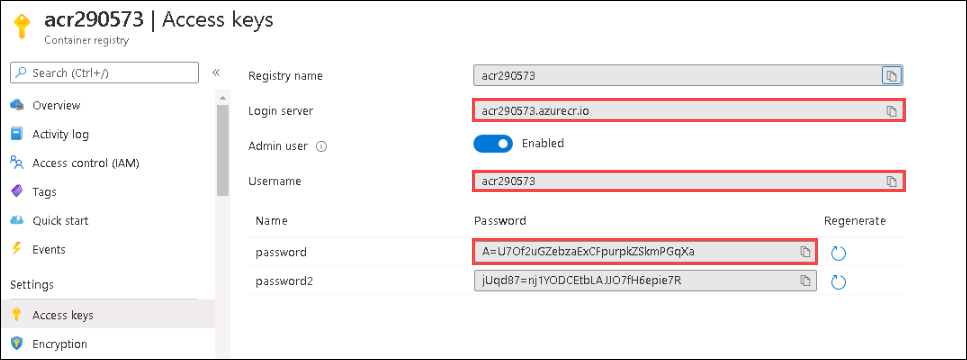 acr290573 | Access keys
Container registry
Search (Ctrl+/)
«
Overview
Activity log
Access control (IAM)
Tags
Quick start
Events
Settings
Access keys
Encryption
Registry name acr290573
Login server acr290573.azurecr.io
Admin user Enabled
Username acr290573
Name Password Regenerate
password A=U7Of2uGZebzaExCFpurpkZSkmPGqXa
password2 jUqd87=nj1YODCEtbLAJJO7fH6epie7R